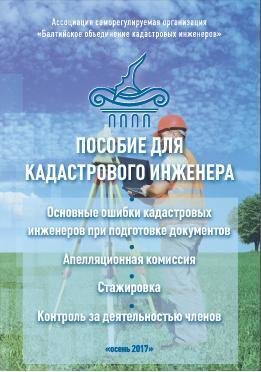 Ассоциация саморегулируемая организация
«Балтийское объединение кадастровых инженеров»
ПОСОБИЕ ДЛЯ
КАДАСТРОВОГО ИНЖЕНЕРА
Основные ошибки кадастровых
инженеров при подготовке документов
•
Апелляционная комиссия
•
Стажировка
•
Контроль за деятельностью членов
«осень 2017»